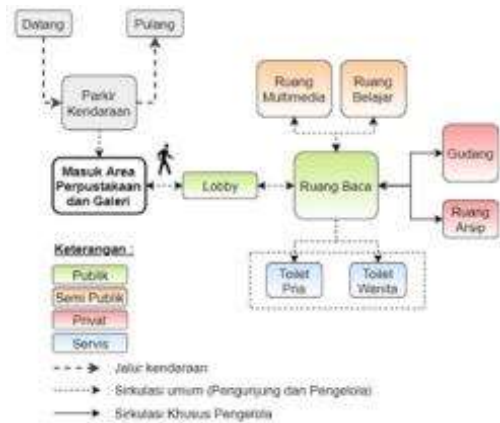 Datang
Pulang
Parkir
Kendaraan
Ruang
Multimedia
Ruang
Belajar
Masuk Area
Perpustakaan
dan Galeri
Lobby
Ruang Baca
Gudang
Ruang
Arsip
Toilet
Pria
Toilet
Wanita
Keterangan :
Publik
Semi Publik
Privat
Servis
Jalur kendaraan
Sirkulasi umum (Pengunjung dan Pengelola)
Sirkulasi Khusus Pengelola